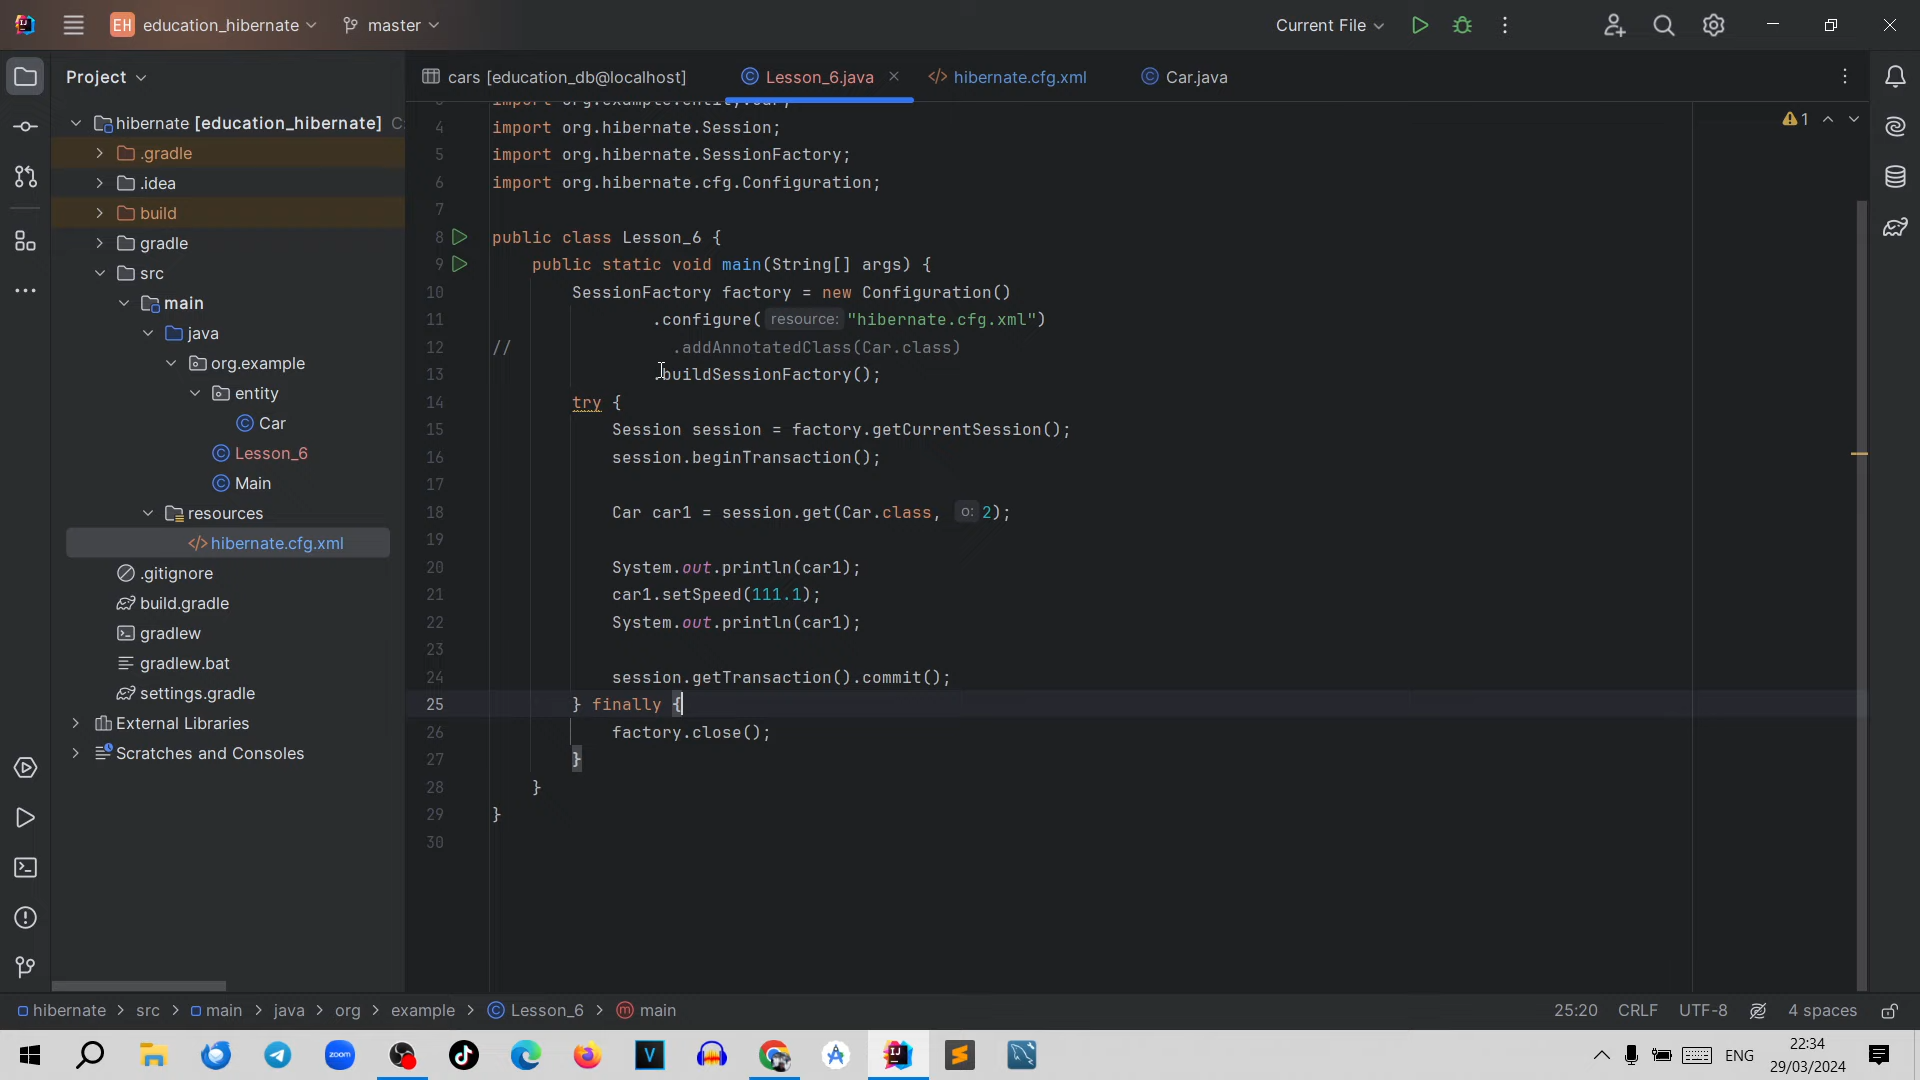 EH education_hibernate master Current File
Project
cars [education_db@localhost] Lesson_6.java hibernate.cfg.xml Car.java
hibernate [education_hibernate] C:
.gradle
.idea
build
gradle
src
main
java
org.example
entity
Car
Lesson_6
Main
resources
hibernate.cfg.xml
.gitignore
build.gradle
gradlew
gradlew.bat
settings.gradle
External Libraries
Scratches and Consoles
import org.example.entity.Car;
4 import org.hibernate.Session;
5 import org.hibernate.SessionFactory;
6 import org.hibernate.cfg.Configuration;
7
8 public class Lesson_6 {
9 public static void main(String[] args) {
10 SessionFactory factory = new Configuration()
11 .configure( resource: "hibernate.cfg.xml")
12 // .addAnnotatedClass(Car.class)
13 .buildSessionFactory();
14 try {
15 Session session = factory.getCurrentSession();
16 session.beginTransaction();
17
18 Car car1 = session.get(Car.class, o: 2);
19
20 System.out.println(car1);
21 car1.setSpeed(111.1);
22 System.out.println(car1);
23
24 session.getTransaction().commit();
25 } finally {
26 factory.close();
27 }
28 }
29 }
30
1
hibernate > src > main > java > org > example > Lesson_6 > main
25:20 CRLF UTF-8 4 spaces
zoom
ENG
22:34
29/03/2024